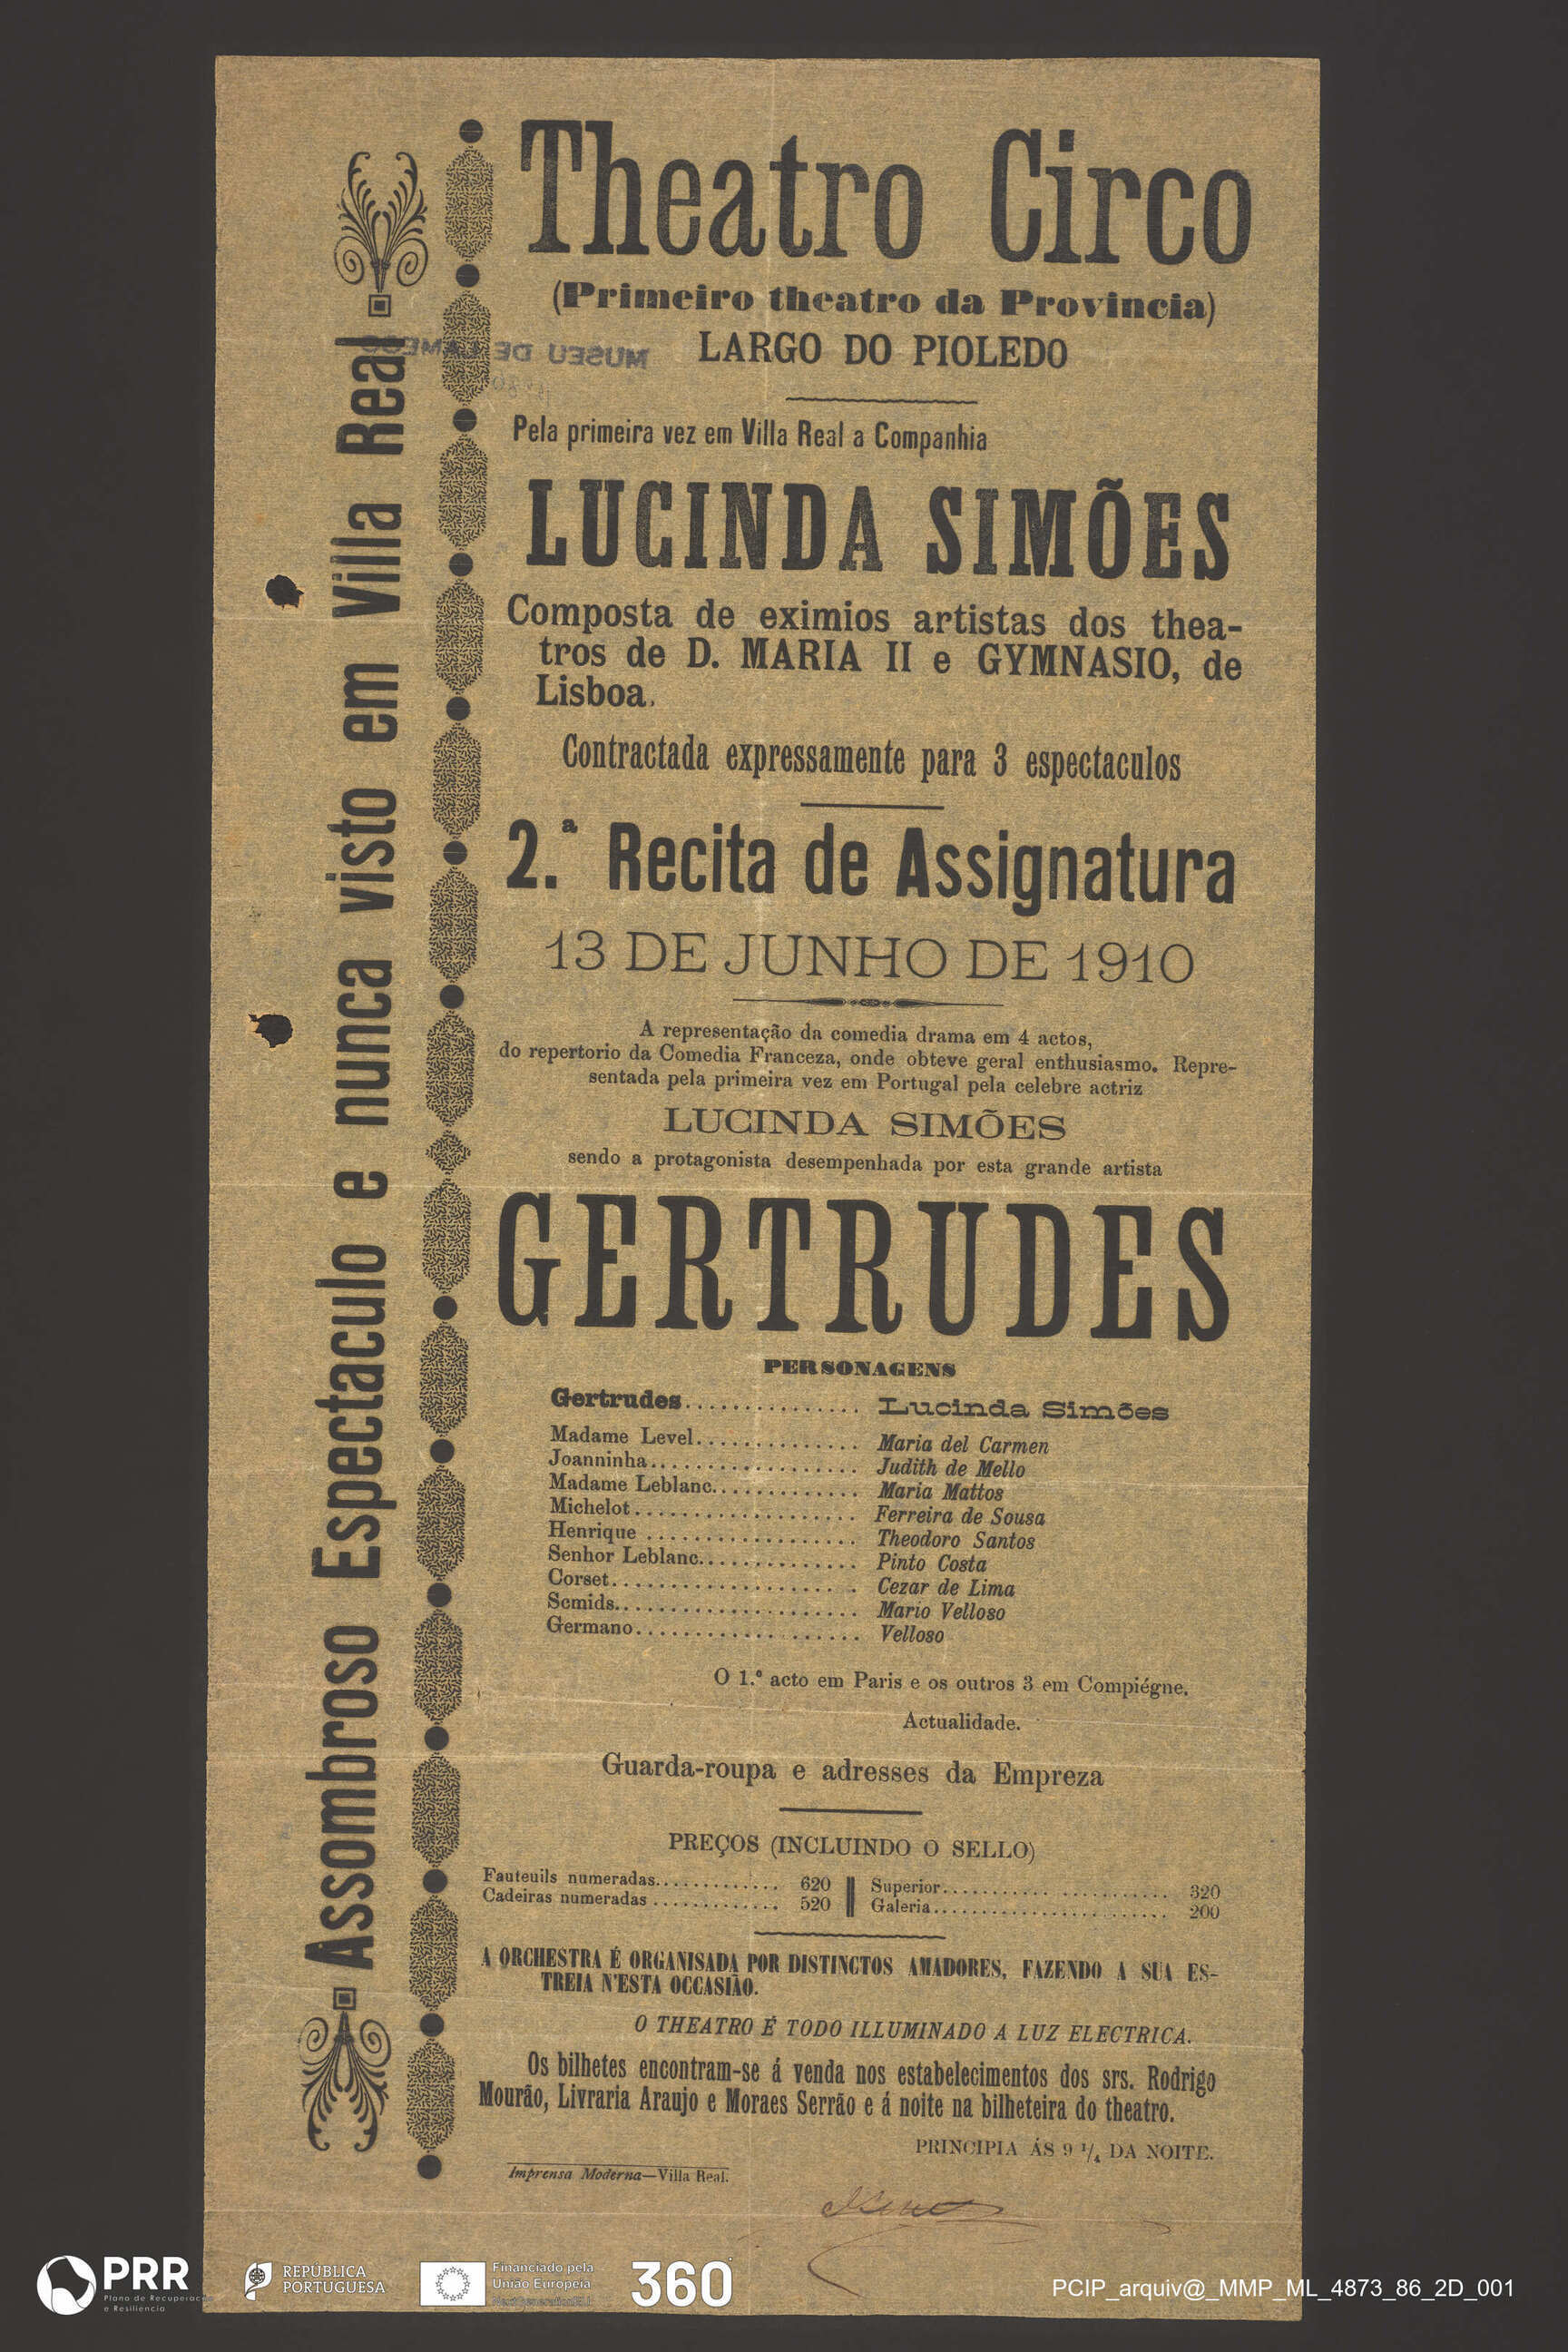 Assombroso Espectaculo e nunca visto em Villa Real
Theatro Circo
(Primeiro theatro da Provincia)
MUSEU DE LAMEGO
LARGO DO PIOLEDO
Pela primeira vez em Villa Real a Companhia
LUCINDA SIMÕES
Composta de eximios artistas dos thea-
tros de D. MARIA II e GYMNASIO, de
Lisboa.
Contractada expressamente para 3 espectaculos
2.ª Recita de Assignatura
13 DE JUNHO DE 1910
A representação da comedia drama em 4 actos,
do repertorio da Comedia Franceza, onde obteve geral enthusiasmo. Repre-
sentada pela primeira vez em Portugal pela celebre actriz
LUCINDA SIMÕES
sendo a protagonista desempenhada por esta grande artista
GERTRUDES
PERSONAGENS
Gertrudes............... Lucinda Simões
Madame Level.............. Maria del Carmen
Joanninha................... Judith de Mello
Madame Leblanc............. Maria Mattos
Michelot.................... Ferreira de Sousa
Henrique ................... Theodoro Santos
Senhor Leblanc.............. Pinto Costa
Corset...................... Cezar de Lima
Semids...................... Mario Velloso
Germano.................... Velloso
O 1.º acto em Paris e os outros 3 em Compiégne.
Actualidade.
Guarda-roupa e adresses da Empreza
PREÇOS (INCLUINDO O SELLO)
Fauteuils numeradas............. 620 Superior........................ 320
Cadeiras numeradas ............. 520 Galeria......................... 200
A ORCHESTRA É ORGANISADA POR DISTINCTOS AMADORES, FAZENDO A SUA ES-
TREIA N'ESTA OCCASIÃO.
O THEATRO É TODO ILLUMINADO A LUZ ELECTRICA.
Os bilhetes encontram-se á venda nos estabelecimentos dos srs. Rodrigo
Mourão, Livraria Araujo e Moraes Serrão e á noite na bilheteira do theatro.
PRINCIPIA ÁS 9 1/4 DA NOITE.
Imprensa Moderna—Villa Real.
PRR
Plano de Recuperação
e Resiliência
REPÚBLICA
PORTUGUESA
Financiado pela
União Europeia
NextGenerationEU
360
PCIP_arquiv@_MMP_ML_4873_86_2D_001